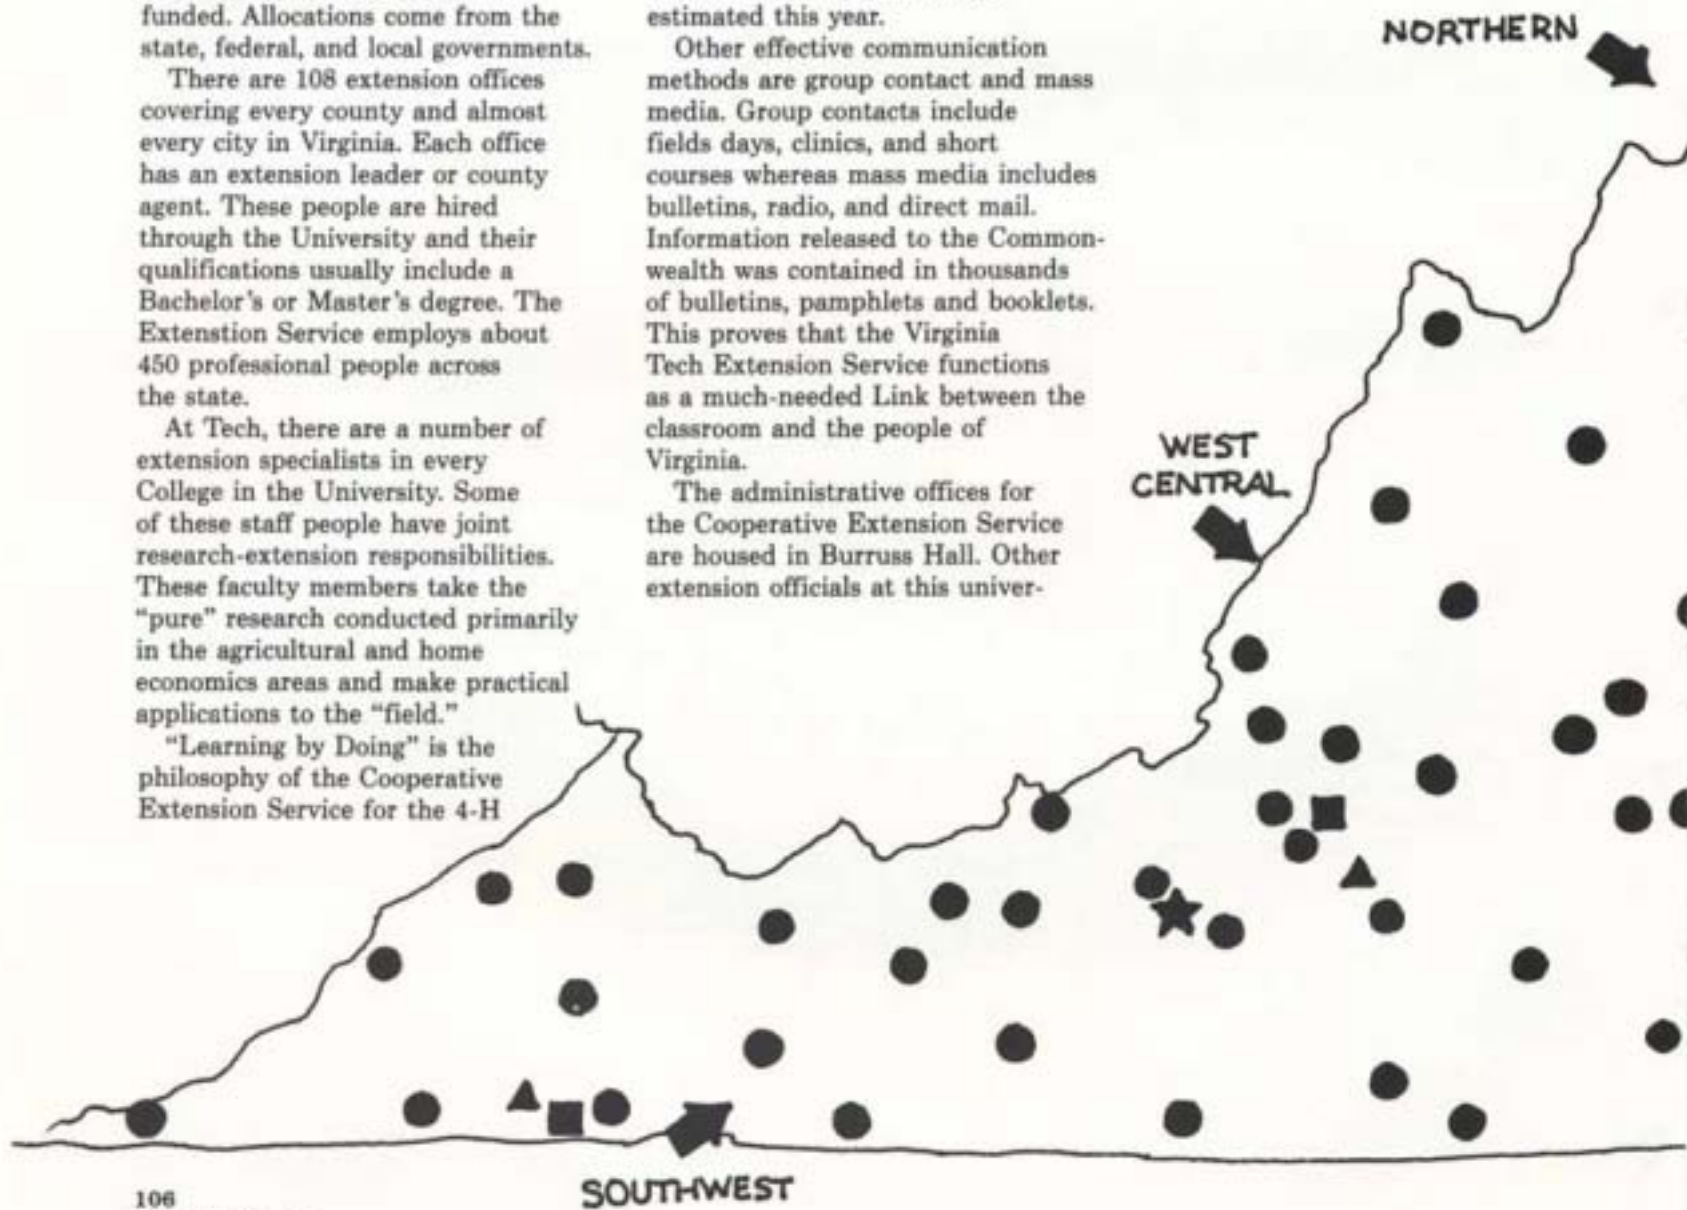 funded. Allocations come from the
state, federal, and local governments.
There are 108 extension offices
covering every county and almost
every city in Virginia. Each office
has an extension leader or county
agent. These people are hired
through the University and their
qualifications usually include a
Bachelor's or Master's degree. The
Extenstion Service employs about
450 professional people across
the state.
At Tech, there are a number of
extension specialists in every
College in the University. Some
of these staff people have joint
research-extension responsibilities.
These faculty members take the
"pure" research conducted primarily
in the agricultural and home
economics areas and make practical
applications to the "field."
"Learning by Doing" is the
philosophy of the Cooperative
Extension Service for the 4-H
estimated this year.
Other effective communication
methods are group contact and mass
media. Group contacts include
fields days, clinics, and short
courses whereas mass media includes
bulletins, radio, and direct mail.
Information released to the Common-
wealth was contained in thousands
of bulletins, pamphlets and booklets.
This proves that the Virginia
Tech Extension Service functions
as a much-needed Link between the
classroom and the people of
Virginia.
The administrative offices for
the Cooperative Extension Service
are housed in Burruss Hall. Other
extension officials at this univer-
NORTHERN
WEST
CENTRAL
SOUTHWEST
106